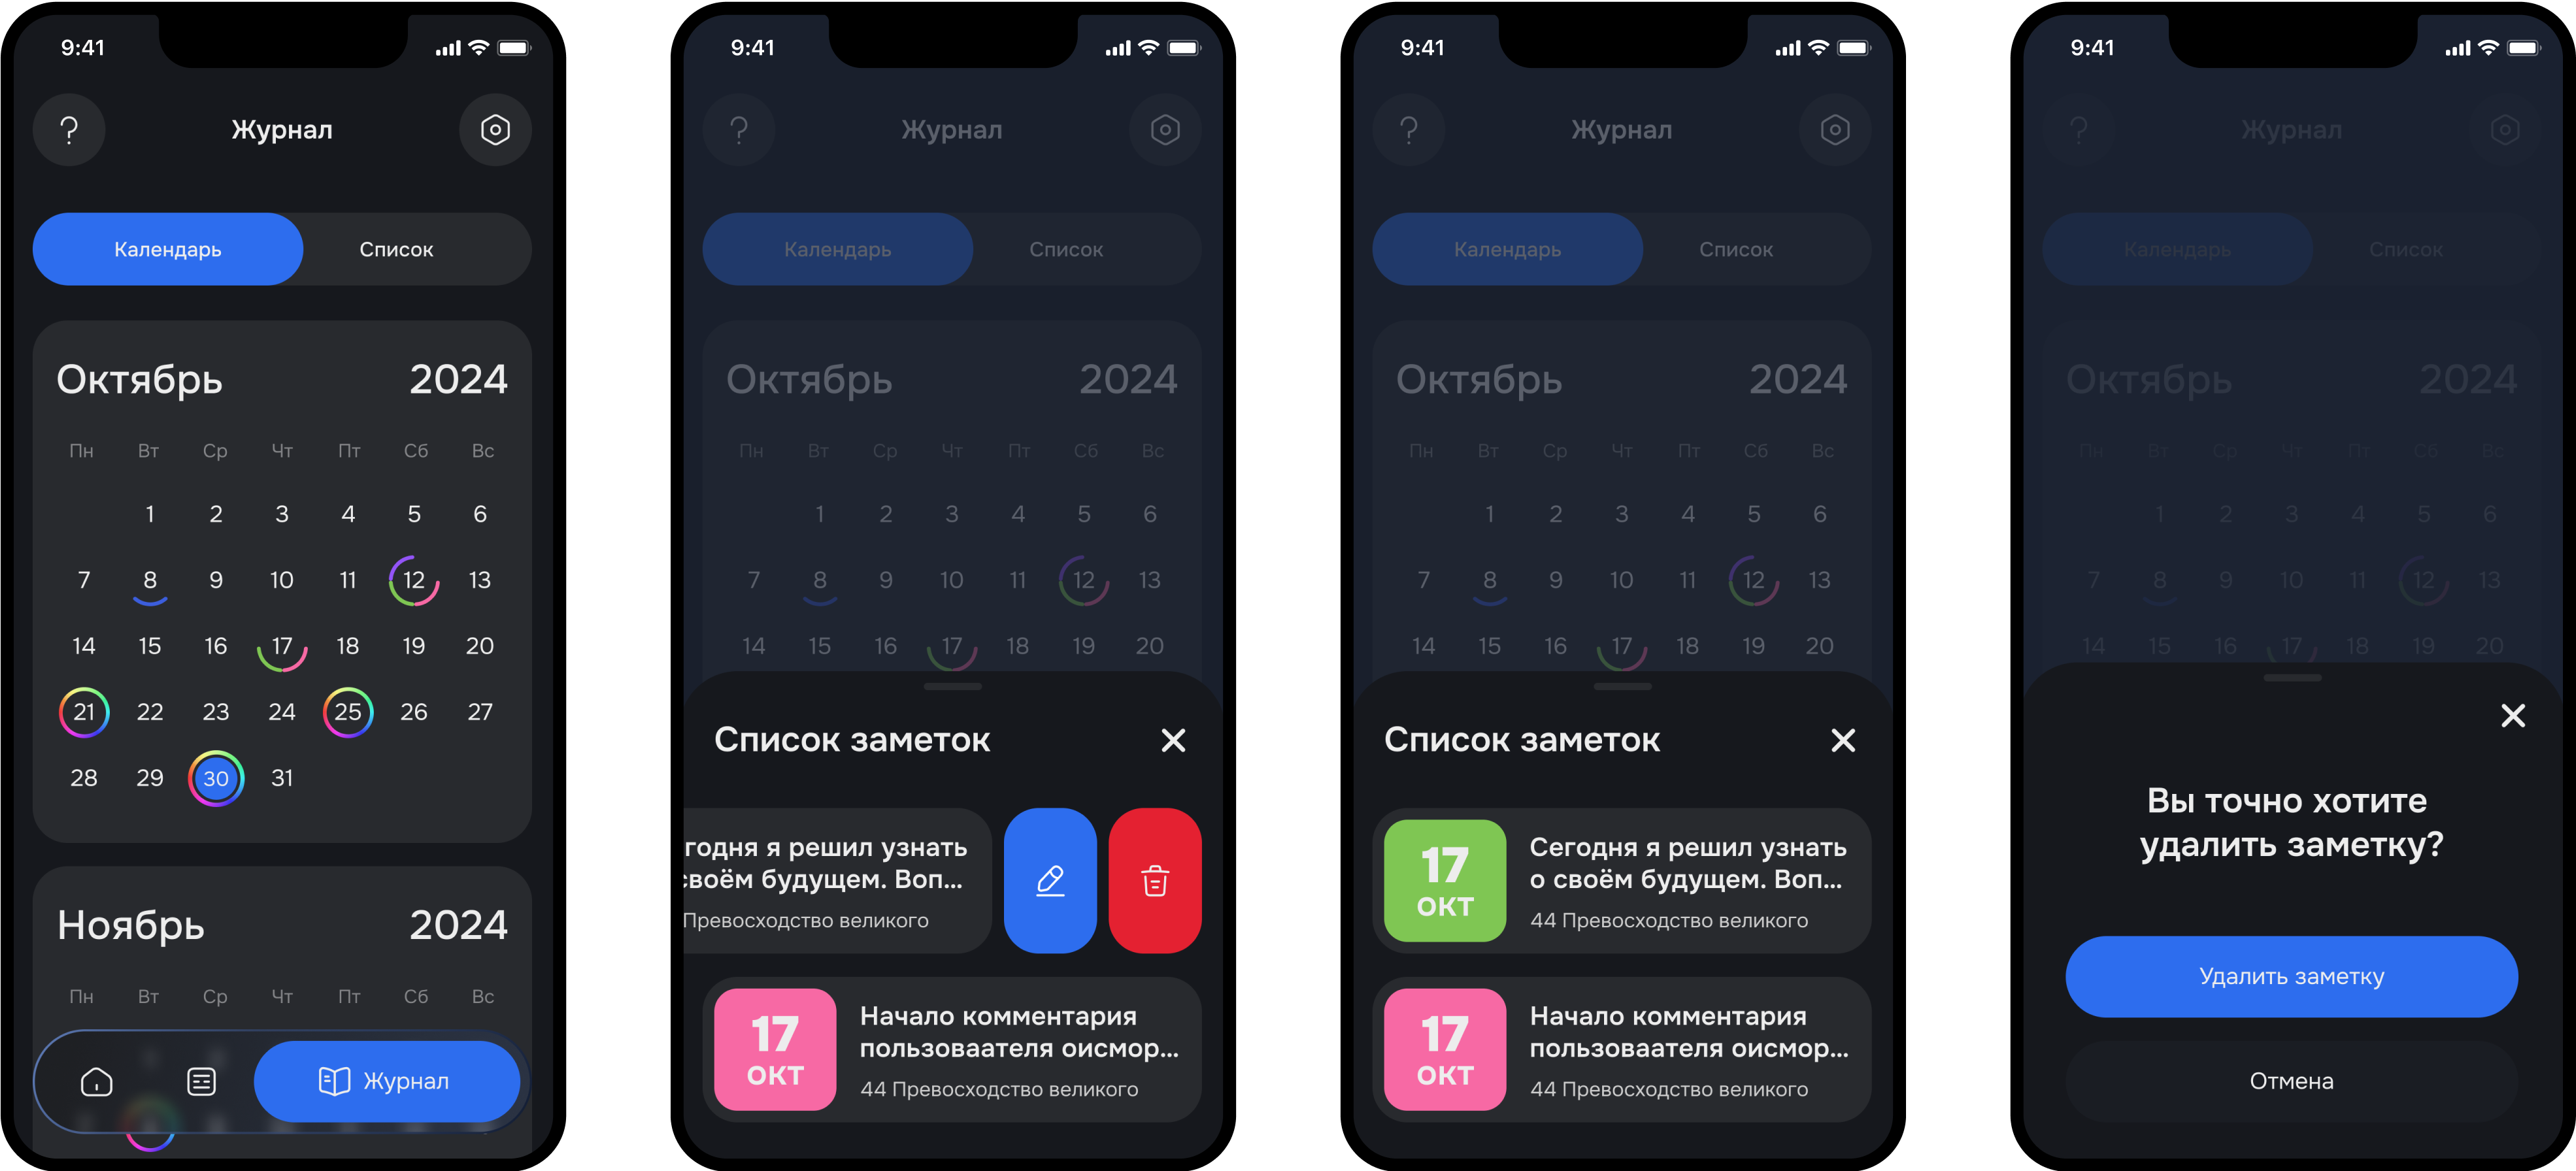 9:41
?
Журнал
Календарь Список
Октябрь 2024
Пн Вт Ср Чт Пт Сб Вс
1 2 3 4 5 6
7 8 9 10 11 12 13
14 15 16 17 18 19 20
21 22 23 24 25 26 27
28 29 30 31
Ноябрь 2024
Пн Вт Ср Чт Пт Сб Вс
Журнал
9:41
?
Журнал
Календарь Список
Октябрь 2024
Пн Вт Ср Чт Пт Сб Вс
1 2 3 4 5 6
7 8 9 10 11 12 13
14 15 16 17 18 19 20
Список заметок
годня я решил узнать
своём будущем. Воп...
Превосходство великого
17
ОКТ
Начало комментария
пользоваателя оисмор...
44 Превосходство великого
9:41
?
Журнал
Календарь Список
Октябрь 2024
Пн Вт Ср Чт Пт Сб Вс
1 2 3 4 5 6
7 8 9 10 11 12 13
14 15 16 17 18 19 20
Список заметок
17
ОКТ
Сегодня я решил узнать
о своём будущем. Воп...
44 Превосходство великого
17
ОКТ
Начало комментария
пользоваателя оисмор...
44 Превосходство великого
9:41
?
Журнал
Календарь Список
Октябрь 2024
Пн Вт Ср Чт Пт Сб Вс
1 2 3 4 5 6
7 8 9 10 11 12 13
14 15 16 17 18 19 20
Вы точно хотите
удалить заметку?
Удалить заметку
Отмена